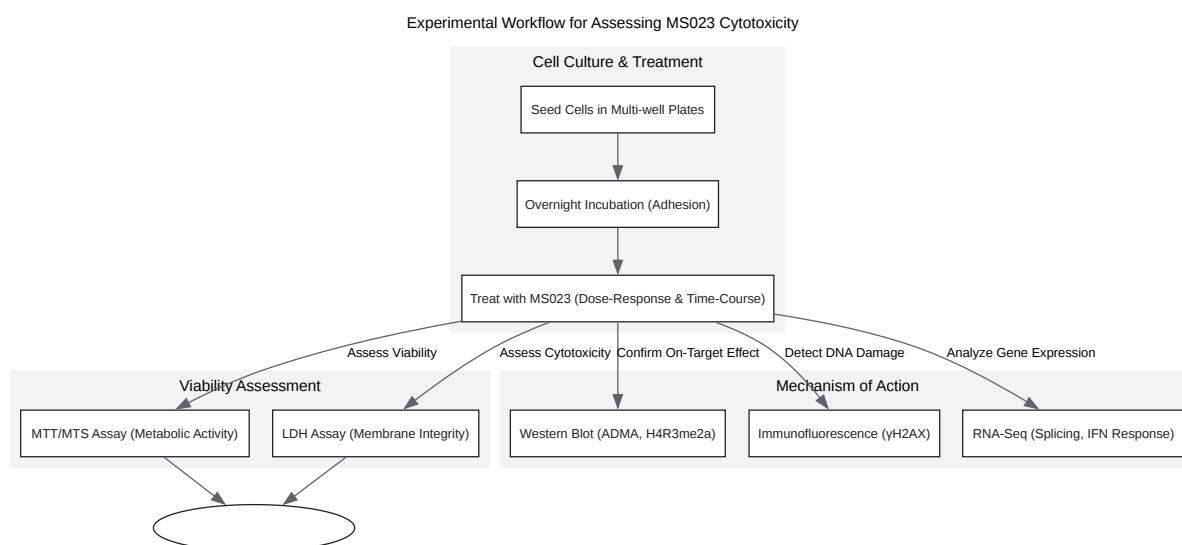 Experimental Workflow for Assessing MS023 Cytotoxicity
Cell Culture & Treatment
Seed Cells in Multi-well Plates
Overnight Incubation (Adhesion)
Treat with MS023 (Dose-Response & Time-Course)
Assess Viability
Assess Cytotoxicity
Confirm On-Target Effect
Detect DNA Damage
Analyze Gene Expression
Viability Assessment
Mechanism of Action
MTT/MTS Assay (Metabolic Activity)
LDH Assay (Membrane Integrity)
Western Blot (ADMA, H4R3me2a)
Immunofluorescence (γH2AX)
RNA-Seq (Splicing, IFN Response)